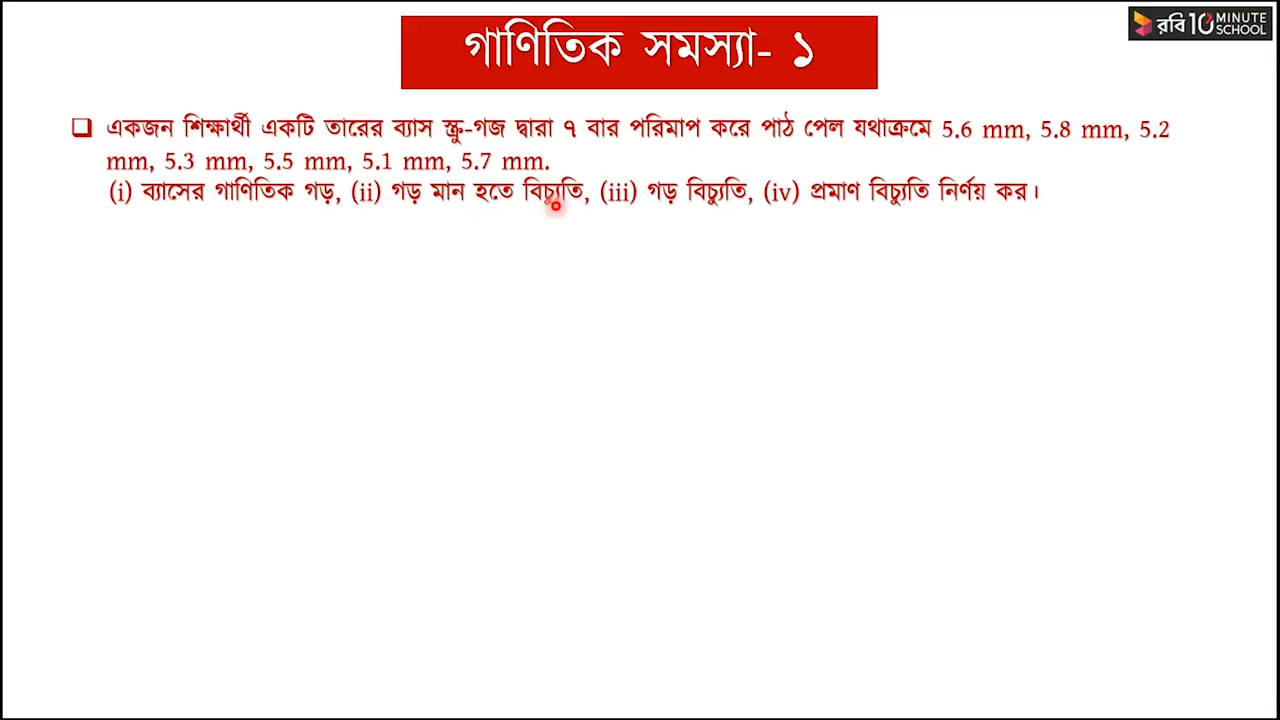 রবি 10 MINUTE SCHOOL
গাণিতিক সমস্যা- ১
একজন শিক্ষার্থী একটি তারের ব্যাস স্ক্রু-গজ দ্বারা ৭ বার পরিমাপ করে পাঠ পেল যথাক্রমে 5.6 mm, 5.8 mm, 5.2
mm, 5.3 mm, 5.5 mm, 5.1 mm, 5.7 mm.
(i) ব্যাসের গাণিতিক গড়, (ii) গড় মান হতে বিচ্যুতি, (iii) গড় বিচ্যুতি, (iv) প্রমাণ বিচ্যুতি নির্ণয় কর।